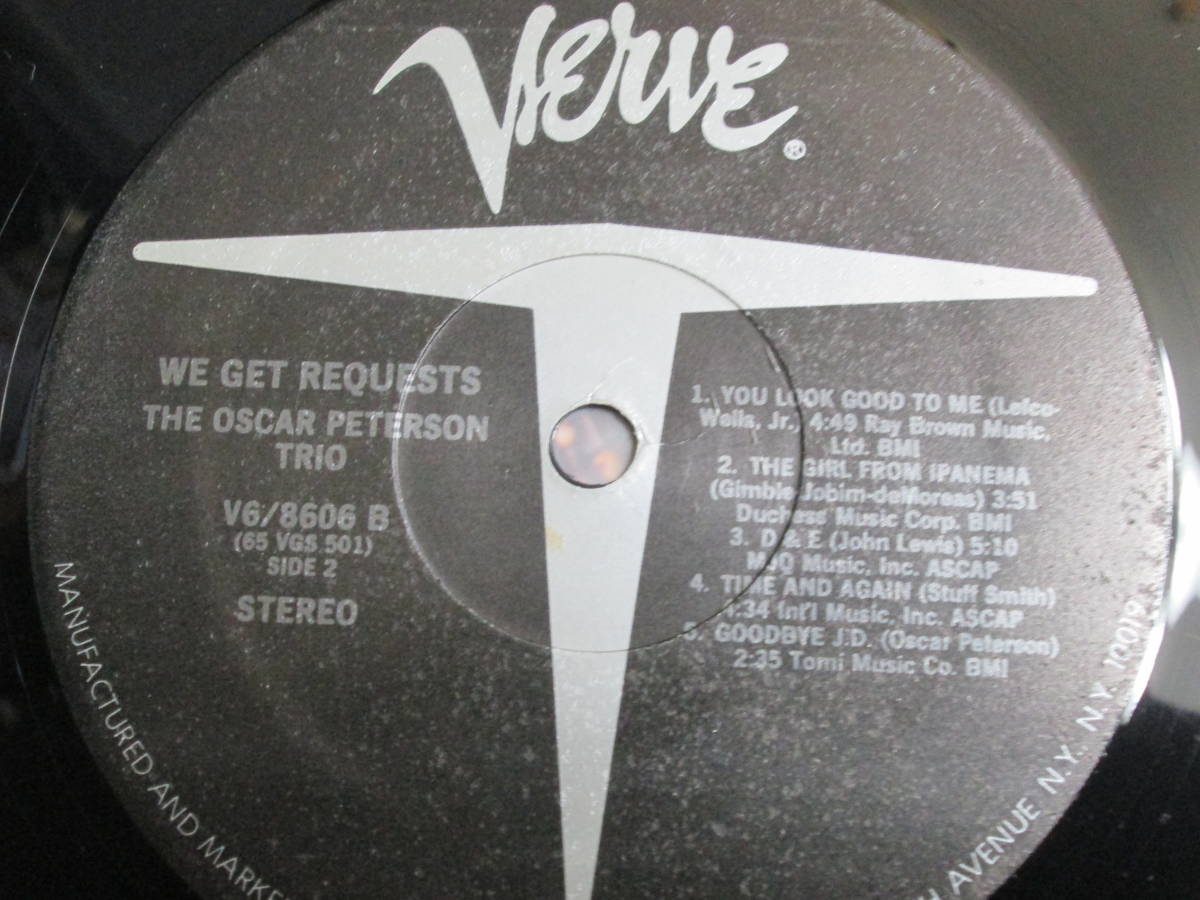 Verve®
WE GET REQUESTS
THE OSCAR PETERSON
TRIO
V6/8606 B
(65 VGS 501)
SIDE 2
STEREO
1. YOU LOOK GOOD TO ME (Lefco-
Wells, Jr.) 4:49 Ray Brown Music,
Ltd. BMI
2. THE GIRL FROM IPANEMA
(Gimble-Jobim-deMoreas) 3:51
Duchess Music Corp. BMI
3. D & E (John Lewis) 5:10
MJQ Music, Inc. ASCAP
4. TIME AND AGAIN (Stuff Smith)
4:34 Int'l Music, Inc. ASCAP
5. GOODBYE J.D. (Oscar Peterson)
2:35 Tomi Music Co. BMI
MANUFACTURED AND
AVENUE N.Y. N.Y. 10019